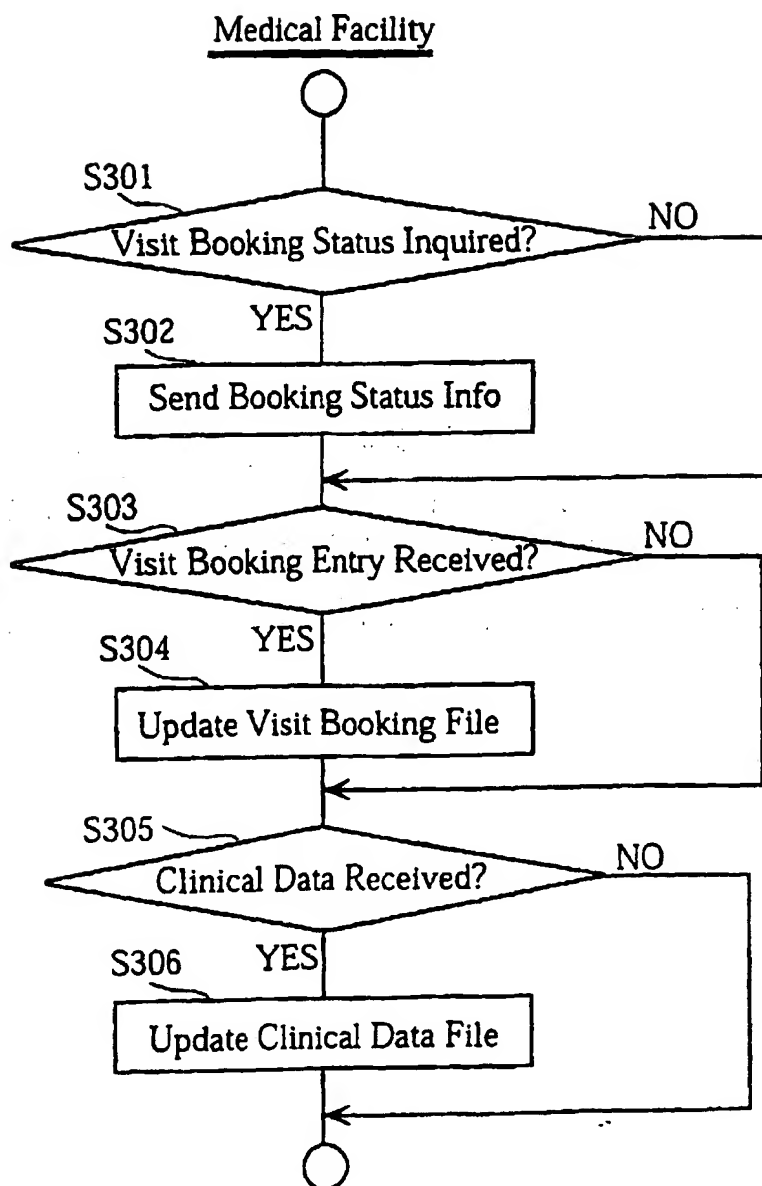 Medical Facility
S301
Visit Booking Status Inquired?
NO
YES
S302
Send Booking Status Info
S303
Visit Booking Entry Received?
NO
YES
S304
Update Visit Booking File
S305
Clinical Data Received?
NO
YES
S306
Update Clinical Data File